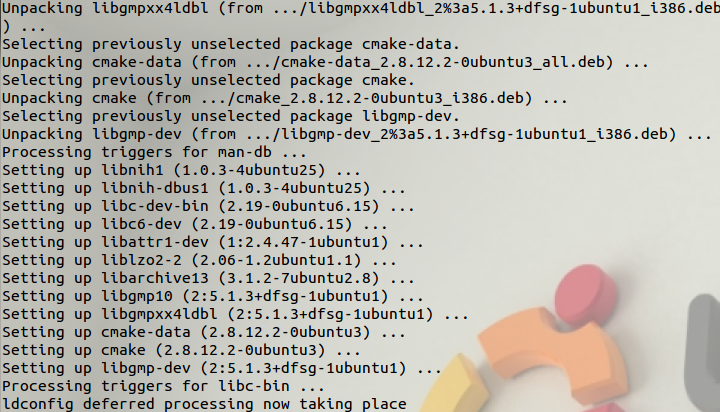 Unpacking libgmpxx4ldbl (from .../libgmpxx4ldbl_2%3a5.1.3+dfsg-1ubuntu1_i386.deb
) ...
Selecting previously unselected package cmake-data.
Unpacking cmake-data (from .../cmake-data_2.8.12.2-0ubuntu3_all.deb) ...
Selecting previously unselected package cmake.
Unpacking cmake (from .../cmake_2.8.12.2-0ubuntu3_i386.deb) ...
Selecting previously unselected package libgmp-dev.
Unpacking libgmp-dev (from .../libgmp-dev_2%3a5.1.3+dfsg-1ubuntu1_i386.deb) ...
Processing triggers for man-db ...
Setting up libnih1 (1.0.3-4ubuntu25) ...
Setting up libnih-dbus1 (1.0.3-4ubuntu25) ...
Setting up libc-dev-bin (2.19-0ubuntu6.15) ...
Setting up libc6-dev (2.19-0ubuntu6.15) ...
Setting up libattr1-dev (1:2.4.47-1ubuntu1) ...
Setting up liblzo2-2 (2.06-1.2ubuntu1.1) ...
Setting up libarchive13 (3.1.2-7ubuntu2.8) ...
Setting up libgmp10 (2:5.1.3+dfsg-1ubuntu1) ...
Setting up libgmpxx4ldbl (2:5.1.3+dfsg-1ubuntu1) ...
Setting up cmake-data (2.8.12.2-0ubuntu3) ...
Setting up cmake (2.8.12.2-0ubuntu3) ...
Setting up libgmp-dev (2:5.1.3+dfsg-1ubuntu1) ...
Processing triggers for libc-bin ...
ldconfig deferred processing now taking place